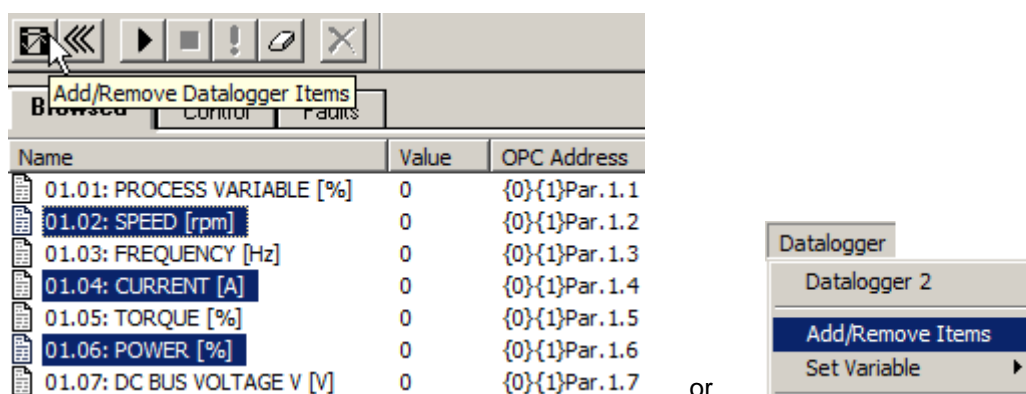 Add/Remove Datalogger Items
Browsed Control Faults
Name Value OPC Address
01.01: PROCESS VARIABLE [%] 0 {0}{1}Par.1.1
01.02: SPEED [rpm] 0 {0}{1}Par.1.2
01.03: FREQUENCY [Hz] 0 {0}{1}Par.1.3
01.04: CURRENT [A] 0 {0}{1}Par.1.4
01.05: TORQUE [%] 0 {0}{1}Par.1.5
01.06: POWER [%] 0 {0}{1}Par.1.6
01.07: DC BUS VOLTAGE V [V] 0 {0}{1}Par.1.7
or
Datalogger
Datalogger 2
Add/Remove Items
Set Variable